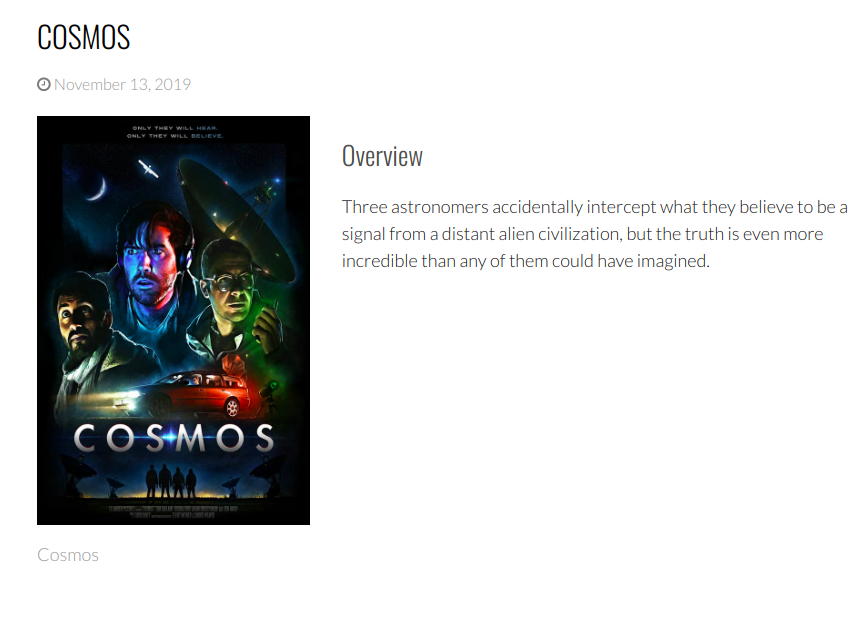 COSMOS
November 13, 2019
ONLY THEY WILL HEAR.
ONLY THEY WILL BELIEVE.
COSMOS
Cosmos
Overview
Three astronomers accidentally intercept what they believe to be a
signal from a distant alien civilization, but the truth is even more
incredible than any of them could have imagined.